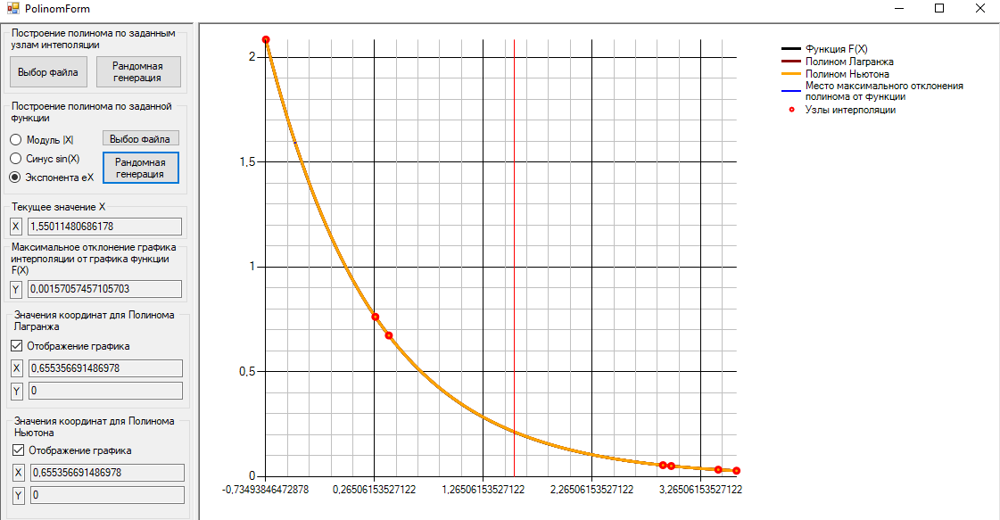 PolinomForm
Построение полинома по заданным
узлам интеполяции
Выбор файла
Рандомная
генерация
Построение полинома по заданной
функции
Модуль |X|
Выбор файла
Синус sin(X)
Рандомная
генерация
Экспонента eX
Текущее значение X
X
1,55011480686178
Максимальное отклонение графика
интерполяции от графика функции
F(X)
Y
0,00157057457105703
Значения координат для Полинома
Лагранжа
Отображение графика
X
0,655356691486978
Y
0
Значения координат для Полинома
Ньютона
Отображение графика
X
0,655356691486978
Y
0
2
1,5
1
0,5
0
-0,73493846472878
0,26506153527122
1,26506153527122
2,26506153527122
3,26506153527122
Функция F(X)
Полином Лагранжа
Полином Ньютона
Место максимального отклонения
полинома от функции
Узлы интерполяции